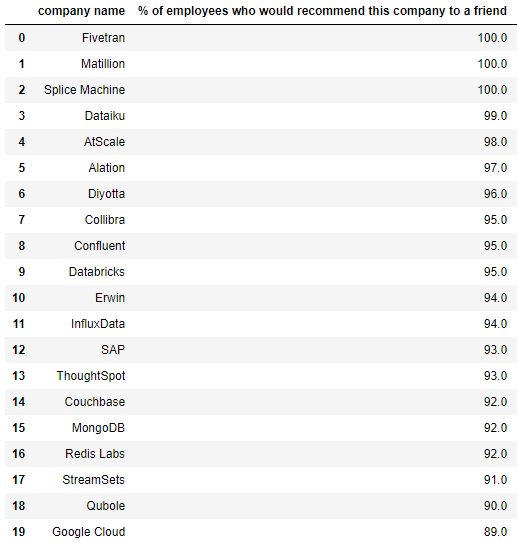 company name % of employees who would recommend this company to a friend
0 Fivetran 100.0
1 Matillion 100.0
2 Splice Machine 100.0
3 Dataiku 99.0
4 AtScale 98.0
5 Alation 97.0
6 Diyotta 96.0
7 Collibra 95.0
8 Confluent 95.0
9 Databricks 95.0
10 Erwin 94.0
11 InfluxData 94.0
12 SAP 93.0
13 ThoughtSpot 93.0
14 Couchbase 92.0
15 MongoDB 92.0
16 Redis Labs 92.0
17 StreamSets 91.0
18 Qubole 90.0
19 Google Cloud 89.0